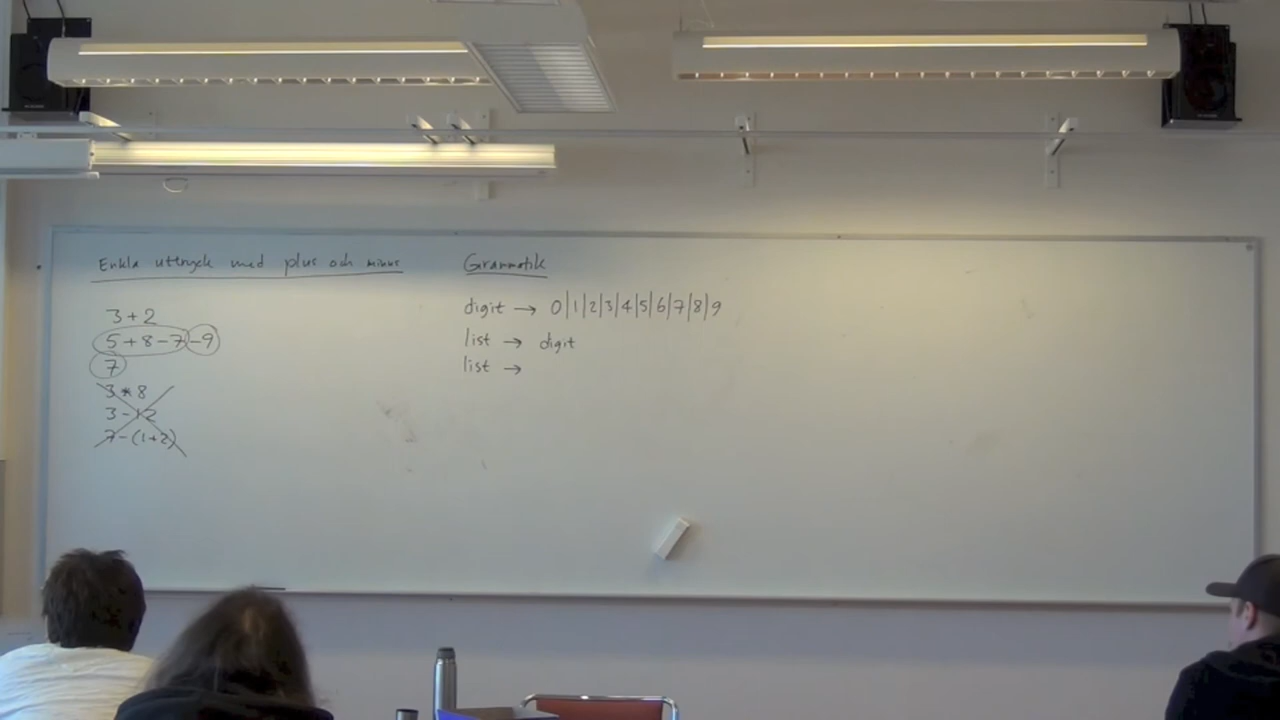 Enkla uttryck med plus och minus
3+2
5+8-7-9
7
3*8
3-12
7-(1+2)
Grammatik
digit → 0|1|2|3|4|5|6|7|8|9
list → digit
list →